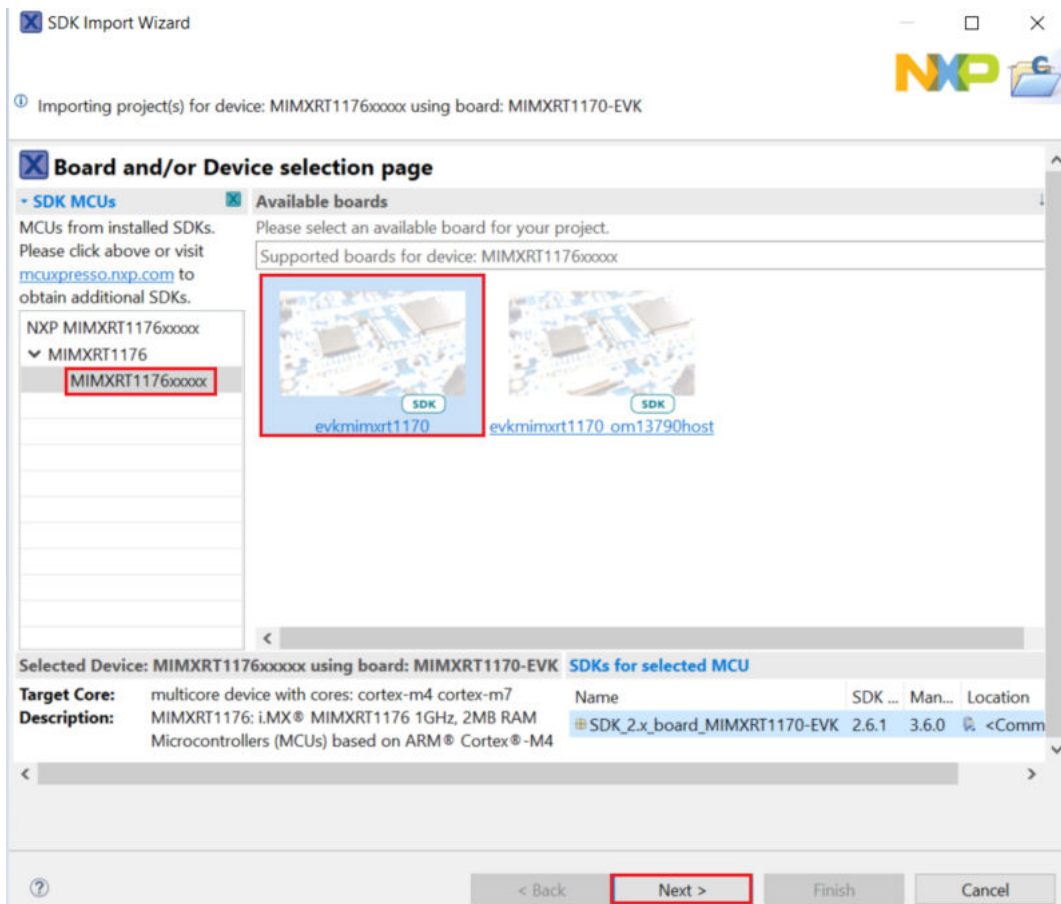 SDK Import Wizard
NXP
Importing project(s) for device: MIMXRT1176xxxxx using board: MIMXRT1170-EVK
Board and/or Device selection page
SDK MCUs
MCUs from installed SDKs.
Please click above or visit
mcuxpresso.nxp.com to
obtain additional SDKs.
NXP MIMXRT1176xxxxx
MIMXRT1176
MIMXRT1176xxxxx
Available boards
Please select an available board for your project.
Supported boards for device: MIMXRT1176xxxxx
SDK
evkmimxrt1170
SDK
evkmimxrt1170_om13790host
Selected Device: MIMXRT1176xxxxx using board: MIMXRT1170-EVK
Target Core: multicore device with cores: cortex-m4 cortex-m7
Description: MIMXRT1176: i.MX® MIMXRT1176 1GHz, 2MB RAM
Microcontrollers (MCUs) based on ARM® Cortex®-M4
SDKs for selected MCU
Name SDK ... Man... Location
SDK_2.x_board_MIMXRT1170-EVK 2.6.1 3.6.0 <Comm
< Back Next > Finish Cancel